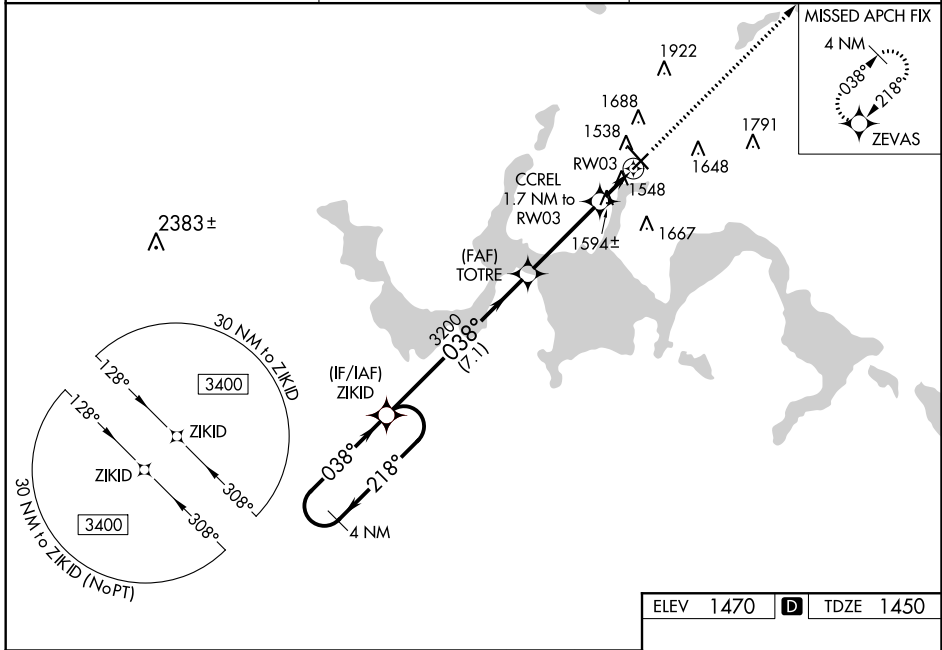 MISSED APCH FIX
4 NM
038°
218°
ZEVAS
1922
1688
1538
1791
1648
RW03
1548
CCREL
1.7 NM to
RW03
1594±
1667
2383±
(FAF)
TOTRE
3200
038°
(7.1)
(IF/IAF)
ZIKID
038°
218°
4 NM
30 NM to ZIKID
128°
3400
ZIKID
308°
128°
ZIKID
308°
3400
30 NM to ZIKID (NoPT)
ELEV 1470 D TDZE 1450